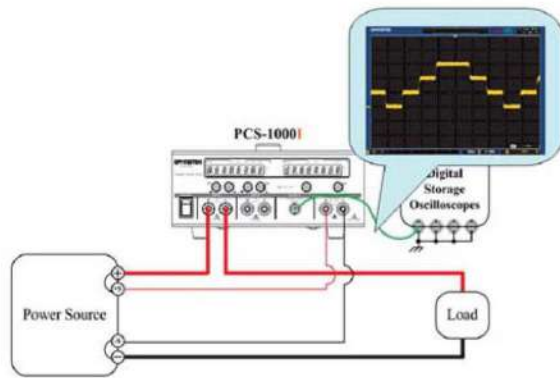 PCS-1000I
Digital
Storage
Oscilloscopes
Power Source
+
-
Load